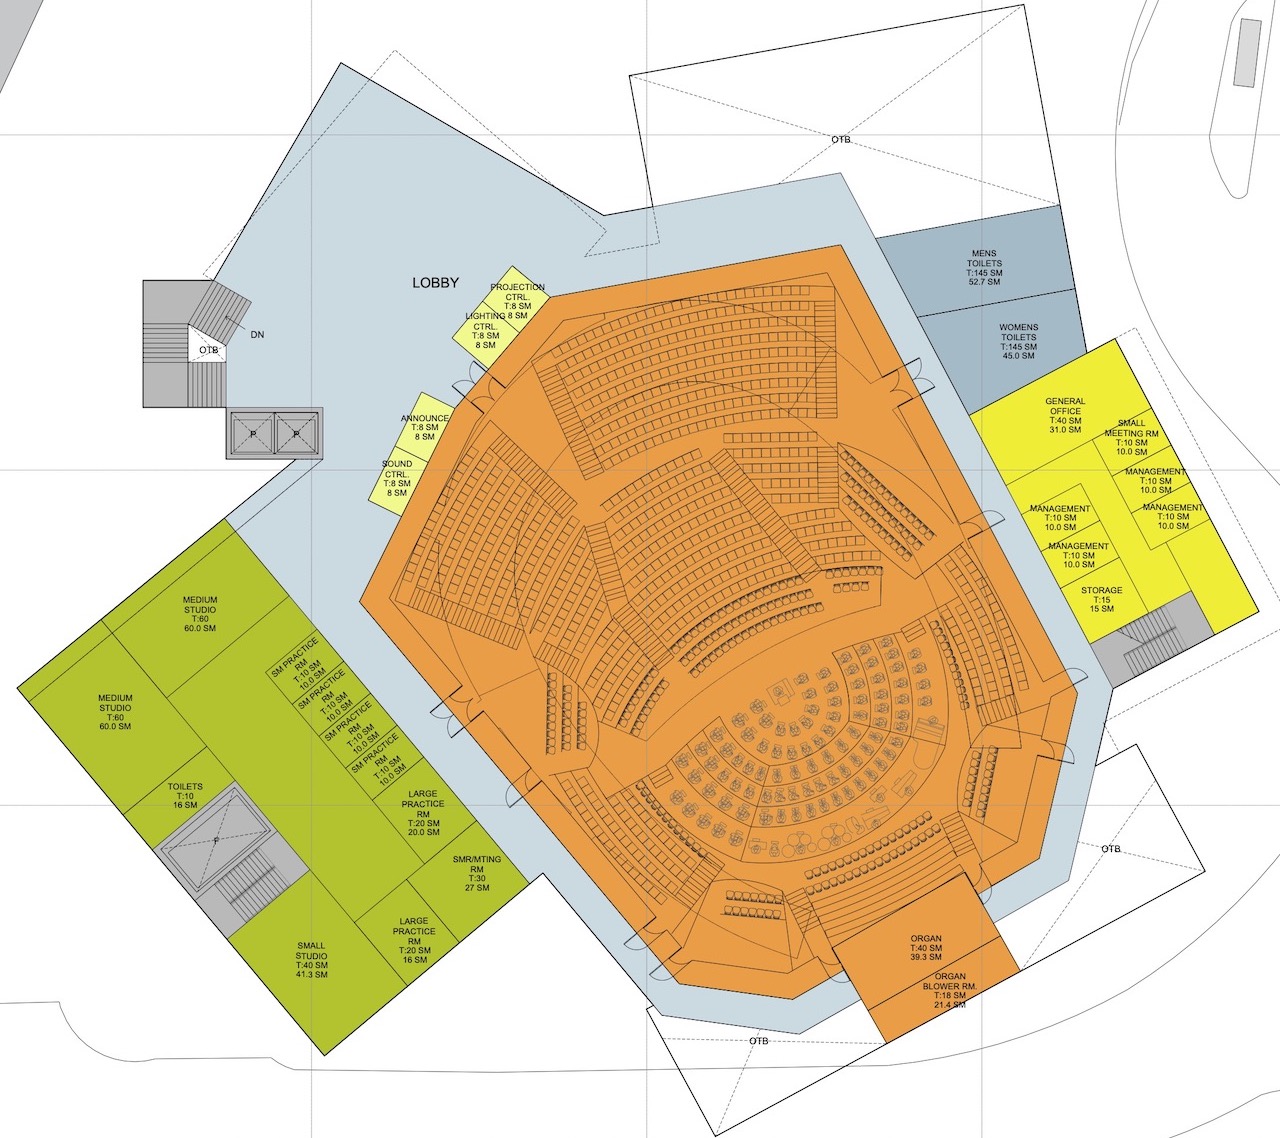 OTB
MENS
TOILETS
T:145 SM
52.7 SM
LOBBY
PROJECTION
CTRL.
T:8 SM
8 SM
LIGHTING
CTRL.
T:8 SM
8 SM
DN
OTB
WOMENS
TOILETS
T:145 SM
45.0 SM
P
P
ANNOUNCE
T:8 SM
8 SM
SOUND
CTRL.
T:8 SM
8 SM
GENERAL
OFFICE
T:40 SM
31.0 SM
SMALL
MEETING RM
T:10 SM
10.0 SM
MANAGEMENT
T:10 SM
10.0 SM
MANAGEMENT
T:10 SM
10.0 SM
MANAGEMENT
T:10 SM
10.0 SM
MANAGEMENT
T:10 SM
10.0 SM
STORAGE
T:15
15 SM
MEDIUM
STUDIO
T:60
60.0 SM
MEDIUM
STUDIO
T:60
60.0 SM
SM PRACTICE
RM
T:10 SM
10.0 SM
SM PRACTICE
RM
T:10 SM
10.0 SM
SM PRACTICE
RM
T:10 SM
10.0 SM
SM PRACTICE
RM
T:10 SM
10.0 SM
TOILETS
T:10
16 SM
LARGE
PRACTICE
RM
T:20 SM
20.0 SM
F
SMR/MTING
RM
T:30
27 SM
LARGE
PRACTICE
RM
T:20 SM
16 SM
SMALL
STUDIO
T:40 SM
41.3 SM
OTB
ORGAN
T:40 SM
39.3 SM
ORGAN
BLOWER RM.
T:18 SM
21.4 SM
OTB